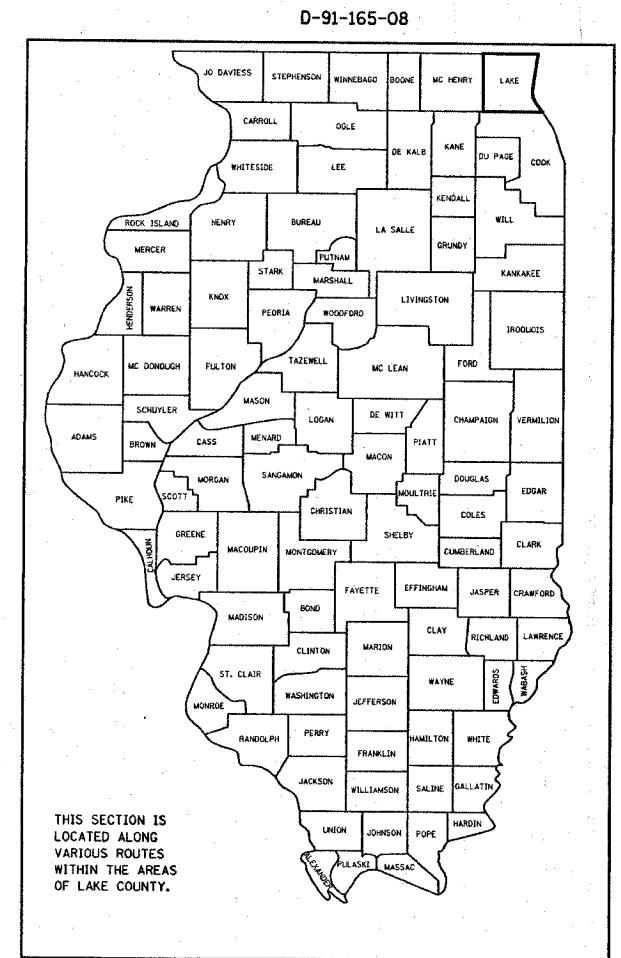 D-91-165-08
JO DAVIESS
STEPHENSON
WINNEBAGO
BOONE
MC HENRY
LAKE
CARROLL
OGLE
DE KALB
KANE
DU PAGE
COOK
WHITESIDE
LEE
KENDALL
WILL
ROCK ISLAND
HENRY
BUREAU
LA SALLE
GRUNDY
MERCER
PUTNAM
KANKAKEE
STARK
MARSHALL
HENDERSON
WARREN
KNOX
PEORIA
WOODFORD
LIVINGSTON
IROQUOIS
TAZEWELL
FORD
HANCOCK
MC DONOUGH
FULTON
MC LEAN
MASON
SCHUYLER
LOGAN
DE WITT
CHAMPAIGN
VERMILION
ADAMS
BROWN
CASS
MENARD
PIATT
MACON
SANGAMON
DOUGLAS
PIKE
SCOTT
MORGAN
MOULTRIE
EDGAR
CHRISTIAN
COLES
GREENE
CALHOUN
MACOUPIN
MONTGOMERY
SHELBY
CUMBERLAND
CLARK
JERSEY
FAYETTE
EFFINGHAM
JASPER
CRAWFORD
MADISON
BOND
CLAY
RICHLAND
LAWRENCE
CLINTON
MARION
ST. CLAIR
WAYNE
EDWARDS
WABASH
WASHINGTON
JEFFERSON
MONROE
RANDOLPH
PERRY
HAMILTON
WHITE
FRANKLIN
JACKSON
WILLIAMSON
SALINE
GALLATIN
UNION
JOHNSON
POPE
HARDIN
ALEXANDER
PULASKI
MASSAC
THIS SECTION IS
LOCATED ALONG
VARIOUS ROUTES
WITHIN THE AREAS
OF LAKE COUNTY.